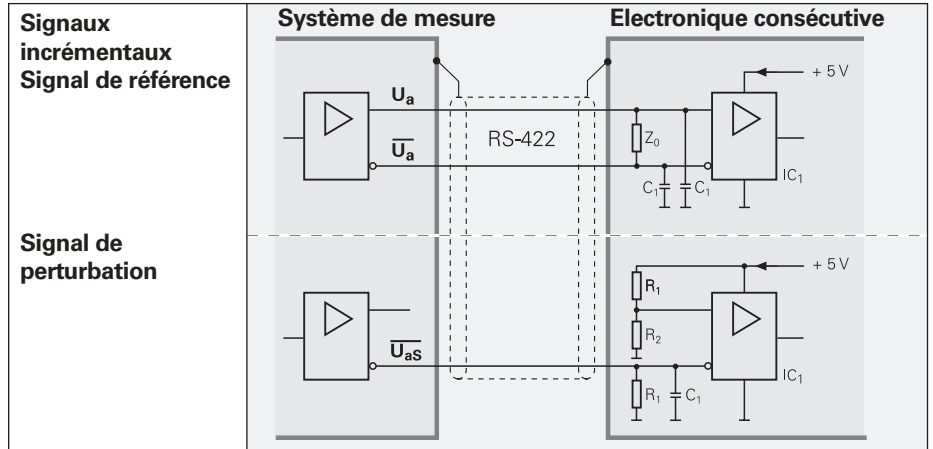 Signaux
incrémentaux
Signal de référence
Système de mesure
Electronique consécutive
+ 5 V
Ua
RS-422
Z0
Ua
IC1
C1
C1
Signal de
perturbation
+ 5 V
R1
R2
UaS
IC1
R1
C1